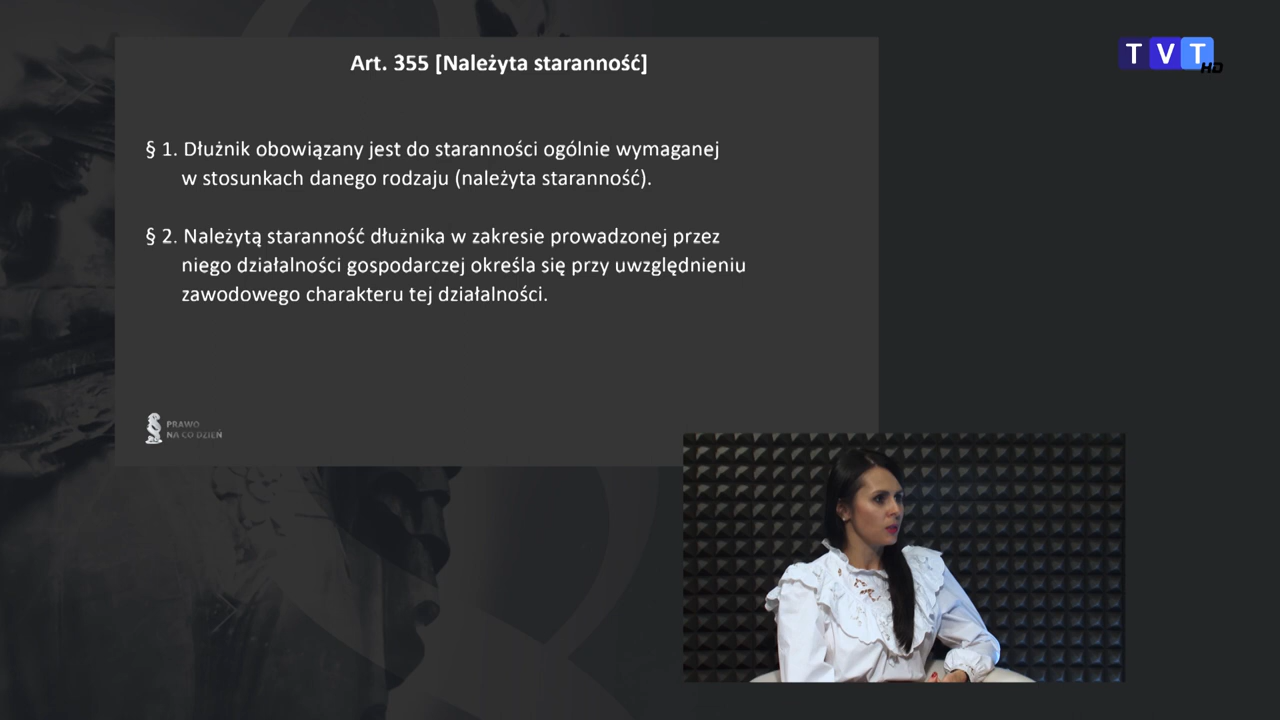 TVT
HD
Art. 355 [Należyta staranność]
§ 1. Dłużnik obowiązany jest do staranności ogólnie wymaganej
w stosunkach danego rodzaju (należyta staranność).
§ 2. Należytą staranność dłużnika w zakresie prowadzonej przez
niego działalności gospodarczej określa się przy uwzględnieniu
zawodowego charakteru tej działalności.
PRAWO
NA CO DZIEŃ